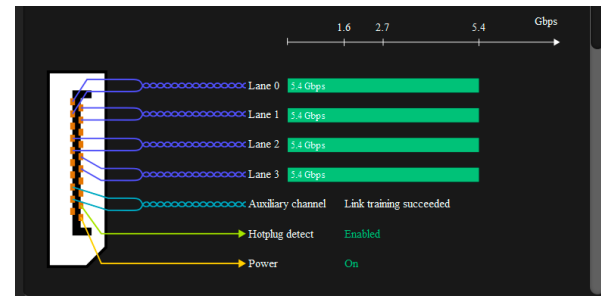 Gbps
1.6 2.7 5.4
Lane 0 5.4 Gbps
Lane 1 5.4 Gbps
Lane 2 5.4 Gbps
Lane 3 5.4 Gbps
Auxiliary channel Link training succeeded
Hotplug detect Enabled
Power On